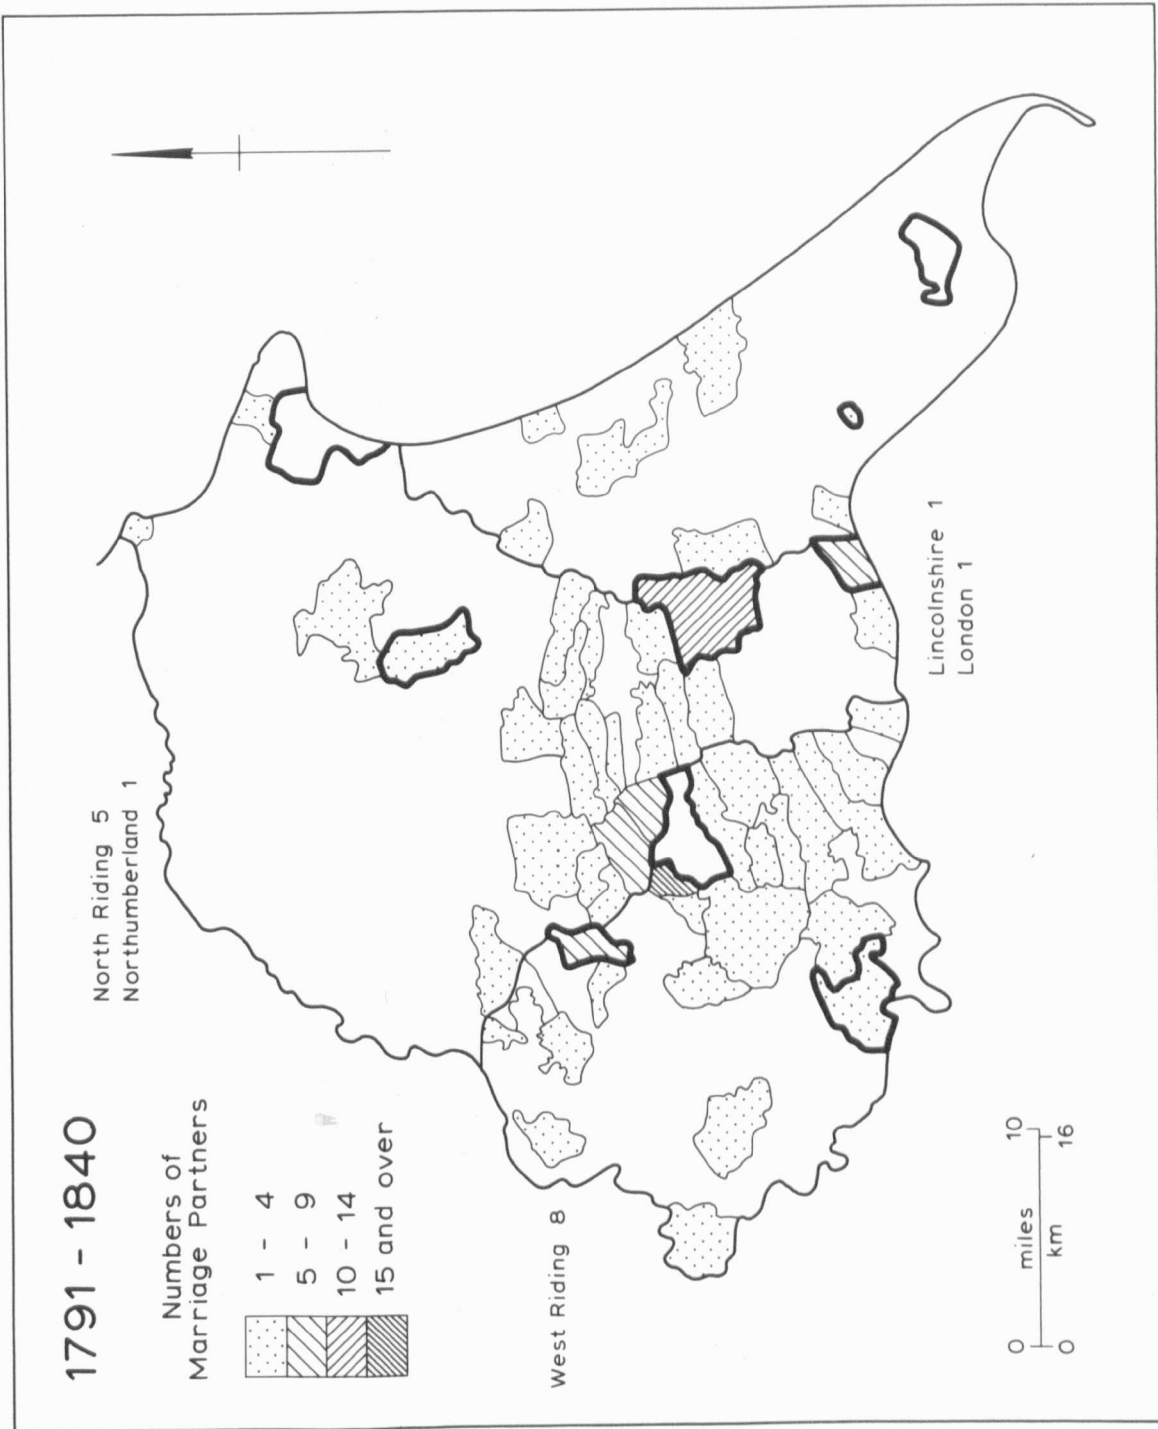 1791 - 1840
Numbers of
Marriage Partners
1 - 4
5 - 9
10 - 14
15 and over
North Riding 5
Northumberland 1
West Riding 8
Lincolnshire 1
London 1
0 miles 10
0 km 16